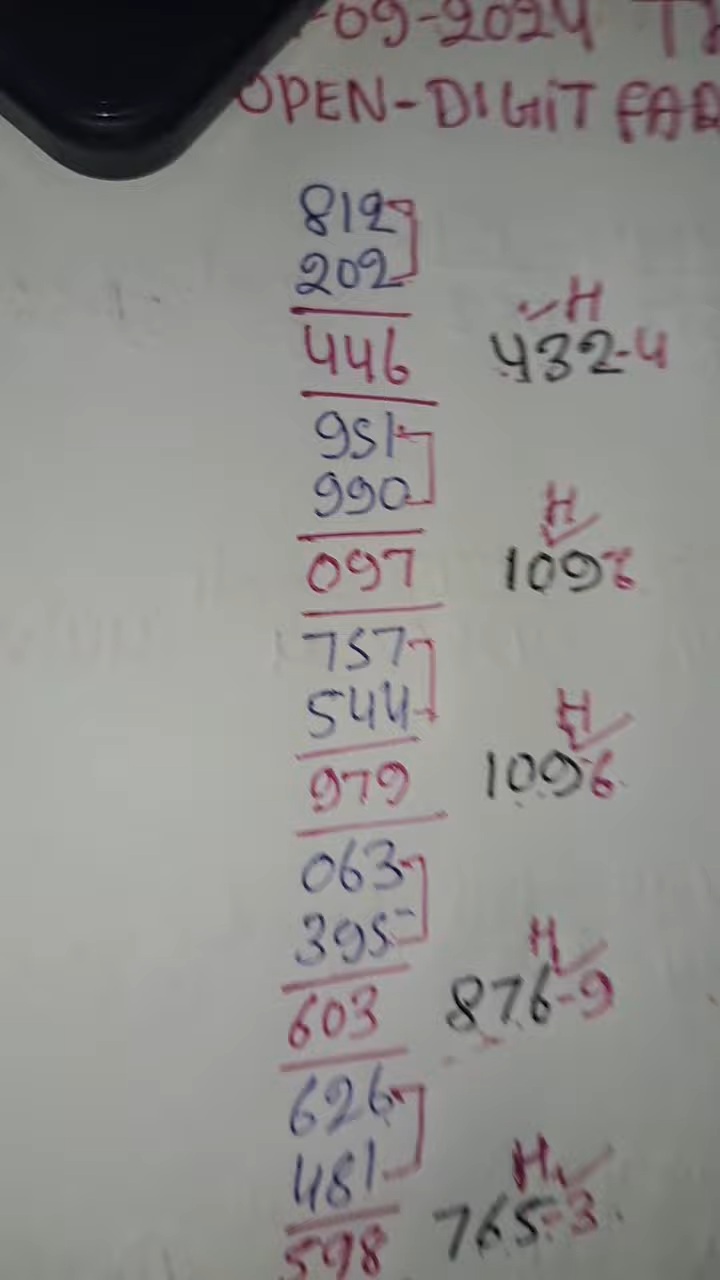 -09-2024
OPEN-DIGIT
812
202
H
446 432-4
951
990
H
097 1096
757
544
H
979 1096
063
395
H
603 876-9
626
481
H
598 765-3